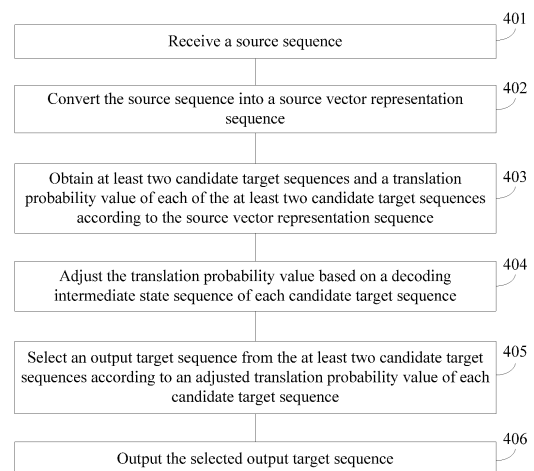 401
Receive a source sequence
402
Convert the source sequence into a source vector representation
sequence
403
Obtain at least two candidate target sequences and a translation
probability value of each of the at least two candidate target sequences
according to the source vector representation sequence
404
Adjust the translation probability value based on a decoding
intermediate state sequence of each candidate target sequence
405
Select an output target sequence from the at least two candidate target
sequences according to an adjusted translation probability value of each
candidate target sequence
406
Output the selected output target sequence